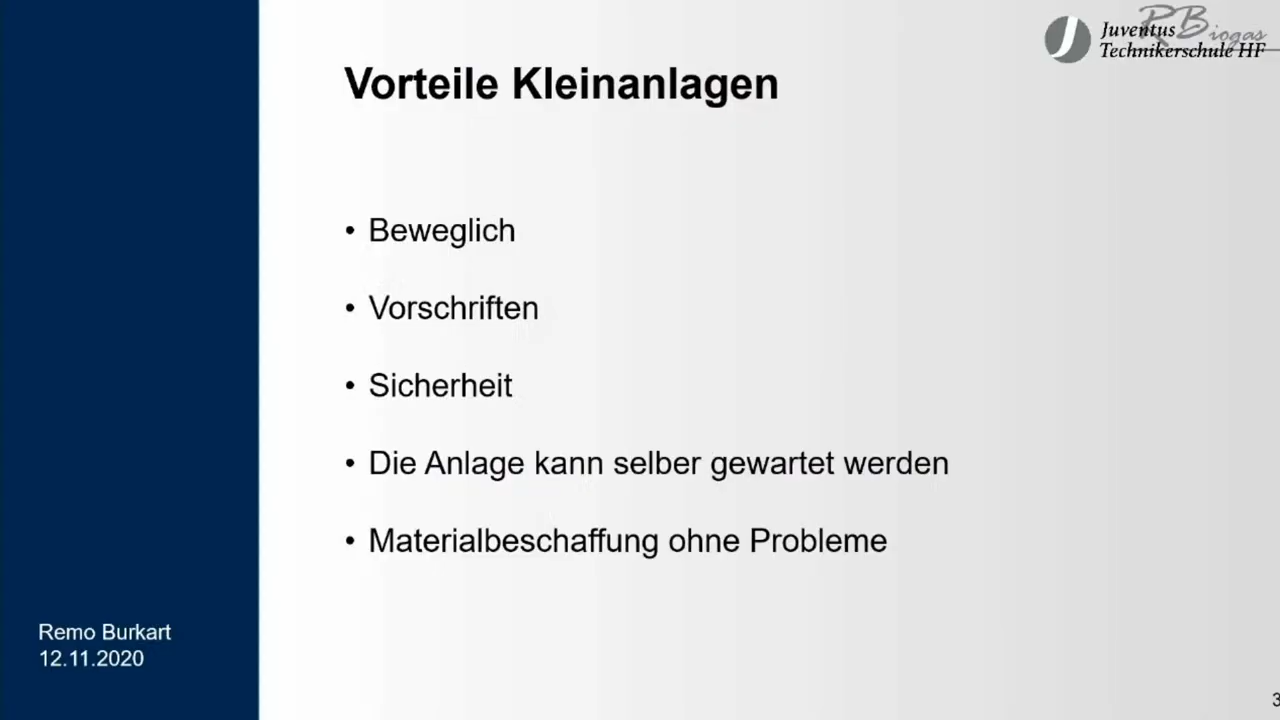 RBiogas
Juventus
Technikerschule HF
Vorteile Kleinanlagen
• Beweglich
• Vorschriften
• Sicherheit
• Die Anlage kann selber gewartet werden
• Materialbeschaffung ohne Probleme
Remo Burkart
12.11.2020
3